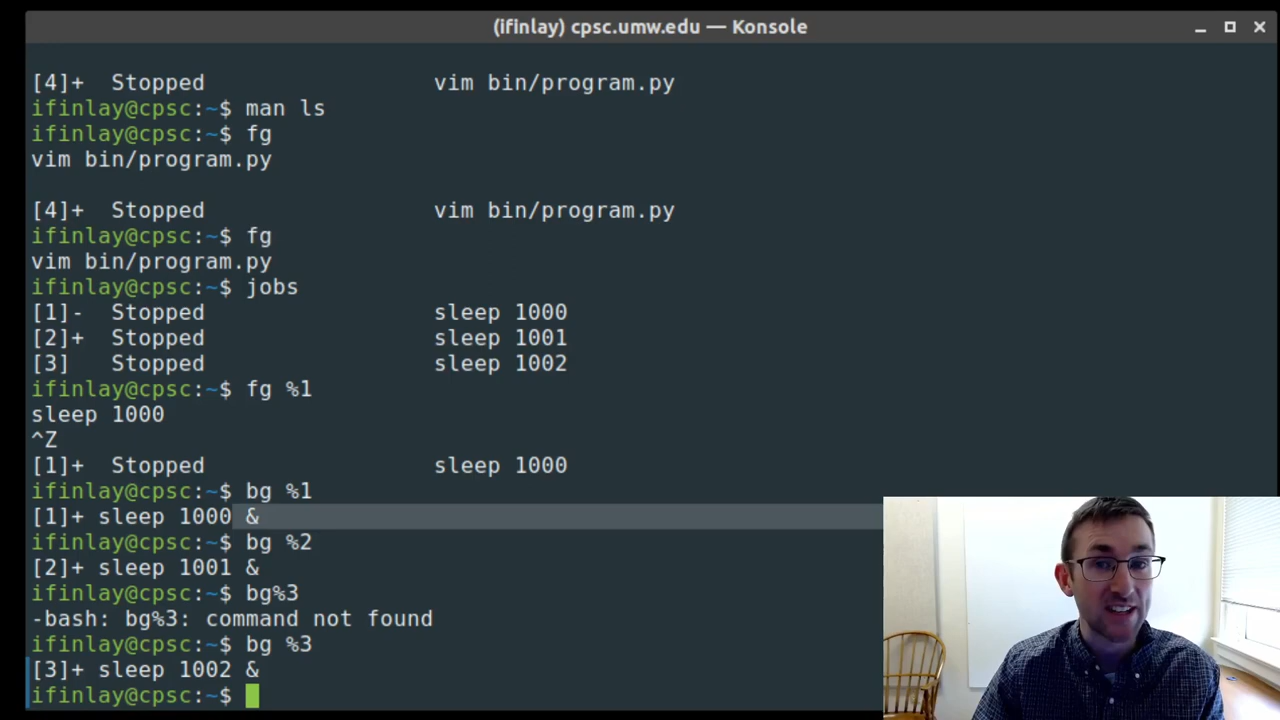 (ifinlay) cpsc.umw.edu — Konsole
[4]+  Stopped                 vim bin/program.py
ifinlay@cpsc:~$ man ls
ifinlay@cpsc:~$ fg
vim bin/program.py
[4]+  Stopped                 vim bin/program.py
ifinlay@cpsc:~$ fg
vim bin/program.py
ifinlay@cpsc:~$ jobs
[1]-  Stopped                 sleep 1000
[2]+  Stopped                 sleep 1001
[3]   Stopped                 sleep 1002
ifinlay@cpsc:~$ fg %1
sleep 1000
^Z
[1]+  Stopped                 sleep 1000
ifinlay@cpsc:~$ bg %1
[1]+ sleep 1000 &
ifinlay@cpsc:~$ bg %2
[2]+ sleep 1001 &
ifinlay@cpsc:~$ bg%3
-bash: bg%3: command not found
ifinlay@cpsc:~$ bg %3
[3]+ sleep 1002 &
ifinlay@cpsc:~$